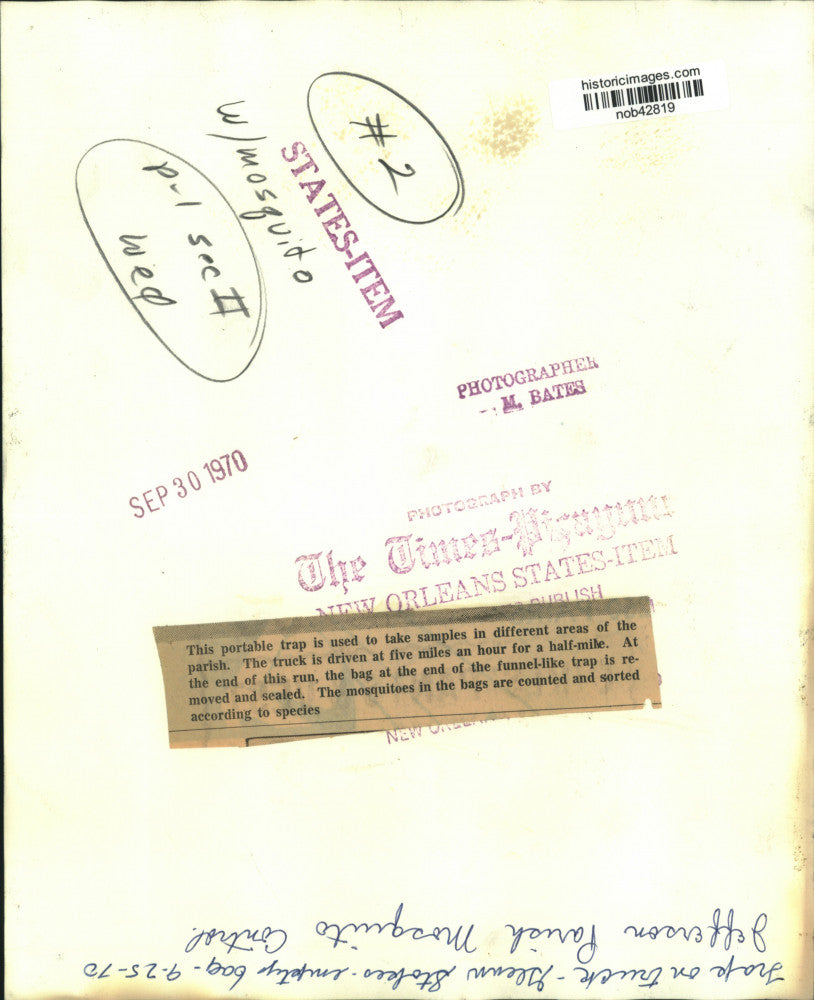 historicimages.com
nob42819
#2
w/mosquito
STATES-ITEM
p-1 sec II
wed
PHOTOGRAPHER
M. BATES
SEP 30 1970
PHOTOGRAPH BY
The Times-Picayune
NEW ORLEANS STATES-ITEM
PUBLISH
This portable trap is used to take samples in different areas of the
parish. The truck is driven at five miles an hour for a half-mile. At
the end of this run, the bag at the end of the funnel-like trap is re-
moved and sealed. The mosquitoes in the bags are counted and sorted
according to species
NEW
Trap on truck - Glenn Stokes - empty bag - 9-25-70
Jefferson Parish Mosquito Control.